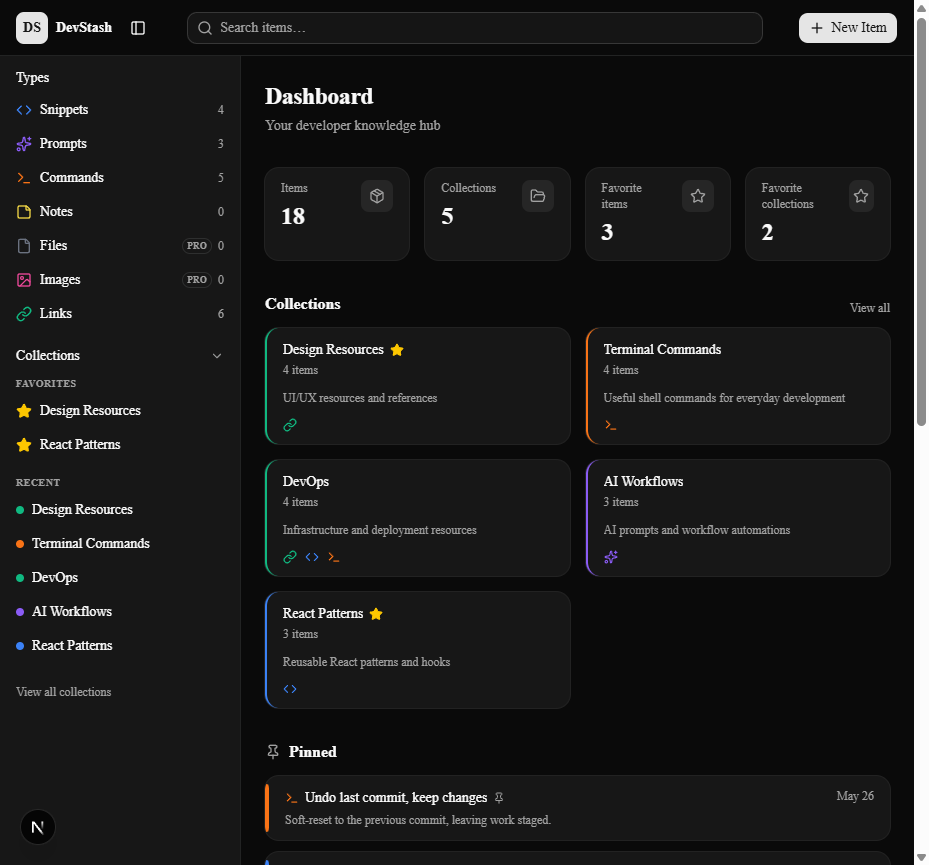 DS DevStash
Search items…
New Item
Types
Snippets 4
Prompts 3
Commands 5
Notes 0
Files PRO 0
Images PRO 0
Links 6
Collections
FAVORITES
Design Resources
React Patterns
RECENT
Design Resources
Terminal Commands
DevOps
AI Workflows
React Patterns
View all collections
N
Dashboard
Your developer knowledge hub
Items
18
Collections
5
Favorite
items
3
Favorite
collections
2
Collections
View all
Design Resources
4 items
UI/UX resources and references
Terminal Commands
4 items
Useful shell commands for everyday development
DevOps
4 items
Infrastructure and deployment resources
AI Workflows
3 items
AI prompts and workflow automations
React Patterns
3 items
Reusable React patterns and hooks
Pinned
Undo last commit, keep changes
May 26
Soft-reset to the previous commit, leaving work staged.